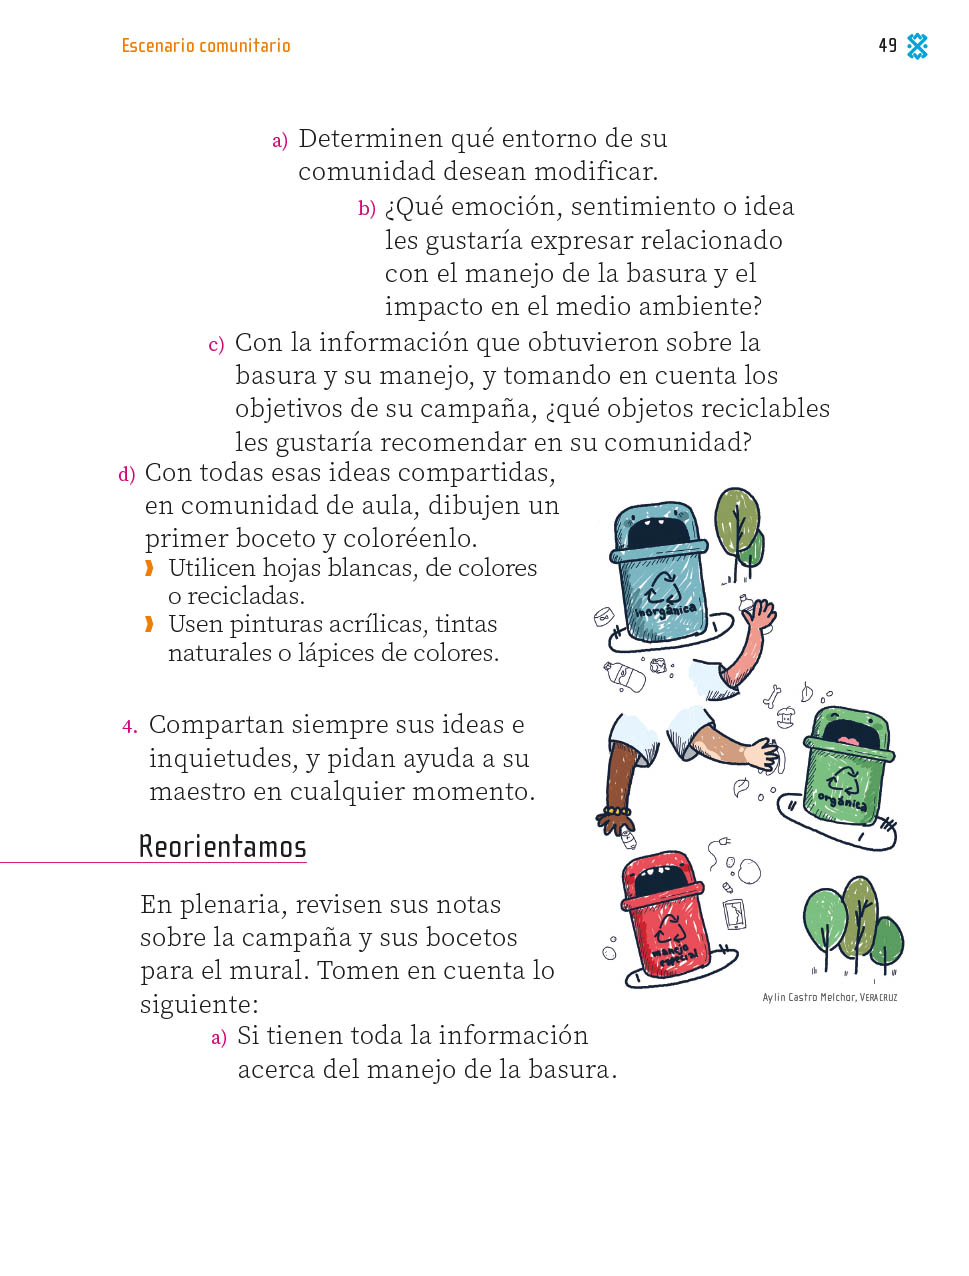 Escenario comunitario
49
a) Determinen qué entorno de su
comunidad desean modificar.
b) ¿Qué emoción, sentimiento o idea
les gustaría expresar relacionado
con el manejo de la basura y el
impacto en el medio ambiente?
c) Con la información que obtuvieron sobre la
basura y su manejo, y tomando en cuenta los
objetivos de su campaña, ¿qué objetos reciclables
les gustaría recomendar en su comunidad?
d) Con todas esas ideas compartidas,
en comunidad de aula, dibujen un
primer boceto y coloréenlo.
Utilicen hojas blancas, de colores
o recicladas.
Usen pinturas acrílicas, tintas
naturales o lápices de colores.
inorgánica
4. Compartan siempre sus ideas e
inquietudes, y pidan ayuda a su
maestro en cualquier momento.
orgánica
Reorientamos
En plenaria, revisen sus notas
sobre la campaña y sus bocetos
para el mural. Tomen en cuenta lo
siguiente:
manejo
especial
Aylin Castro Melchor, VERACRUZ
a) Si tienen toda la información
acerca del manejo de la basura.